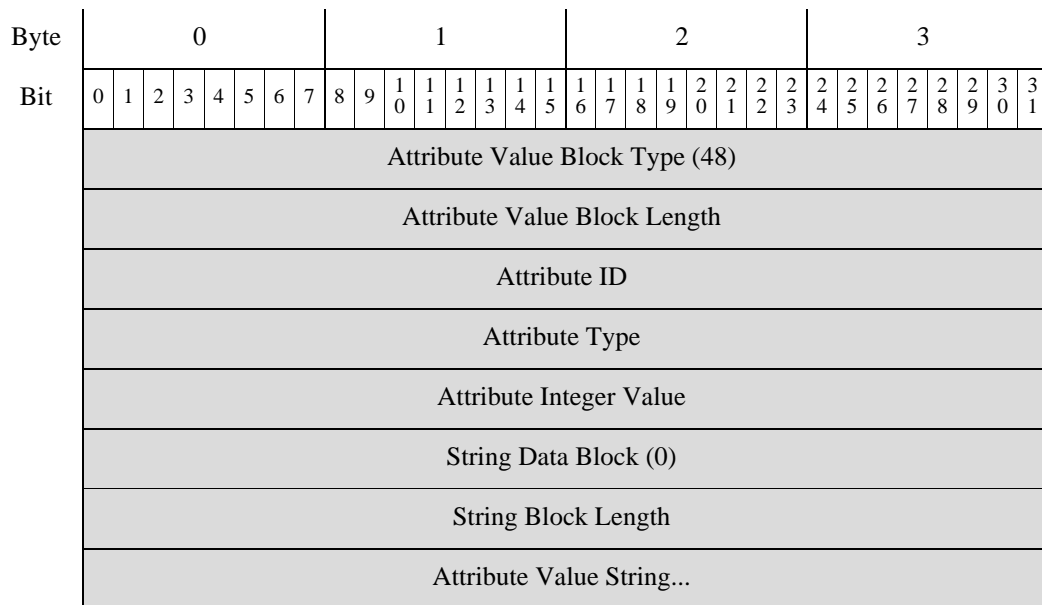 Byte 0 1 2 3
Bit 0 1 2 3 4 5 6 7 8 9 10 11 12 13 14 15 16 17 18 19 20 21 22 23 24 25 26 27 28 29 30 31
Attribute Value Block Type (48)
Attribute Value Block Length
Attribute ID
Attribute Type
Attribute Integer Value
String Data Block (0)
String Block Length
Attribute Value String...